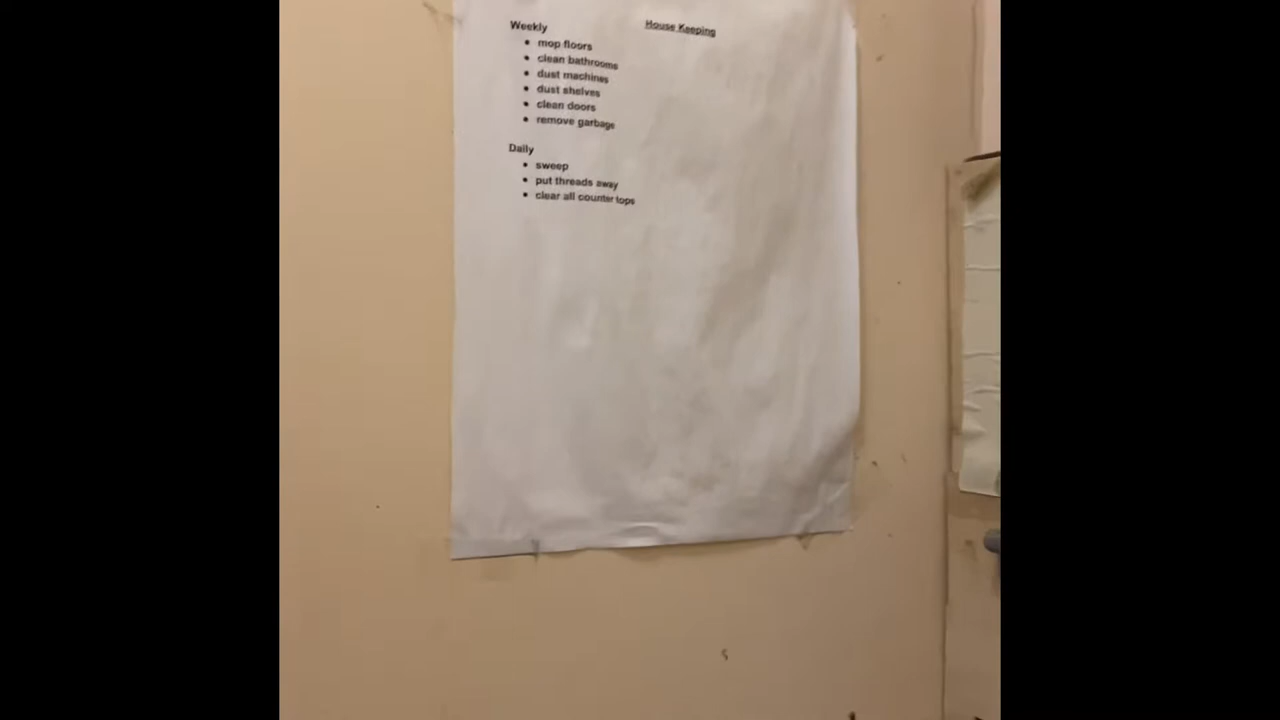 House Keeping
Weekly
• mop floors
• clean bathrooms
• dust machines
• dust shelves
• clean doors
• remove garbage
Daily
• sweep
• put threads away
• clear all counter tops